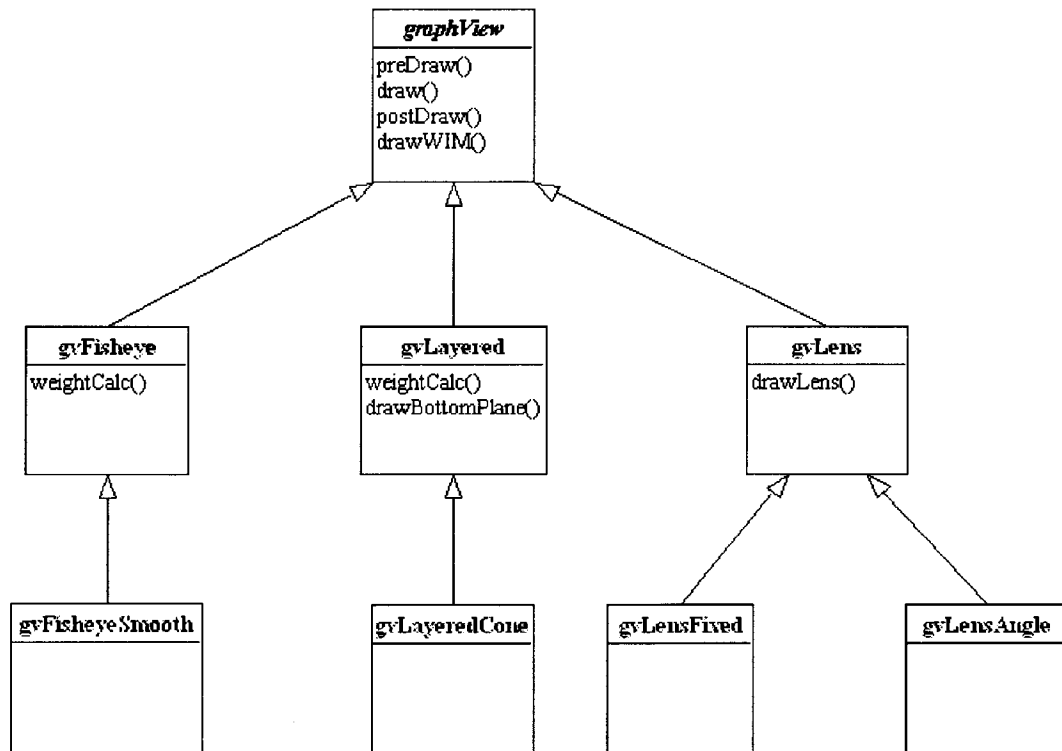 graphView
preDraw()
draw()
postDraw()
drawWIM()
gvFisheye
weightCalc()
gvLayered
weightCalc()
drawBottomPlane()
gvLens
drawLens()
gvFisheyeSmooth
gvLayeredCone
gvLensFixed
gvLensAngle